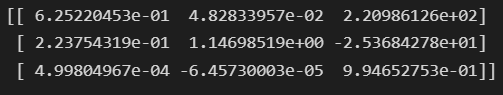 [[ 6.25220453e-01 4.82833957e-02 2.20986126e+02]
[ 2.23754319e-01 1.14698519e+00 -2.53684278e+01]
[ 4.99804967e-04 -6.45730003e-05 9.94652753e-01]]